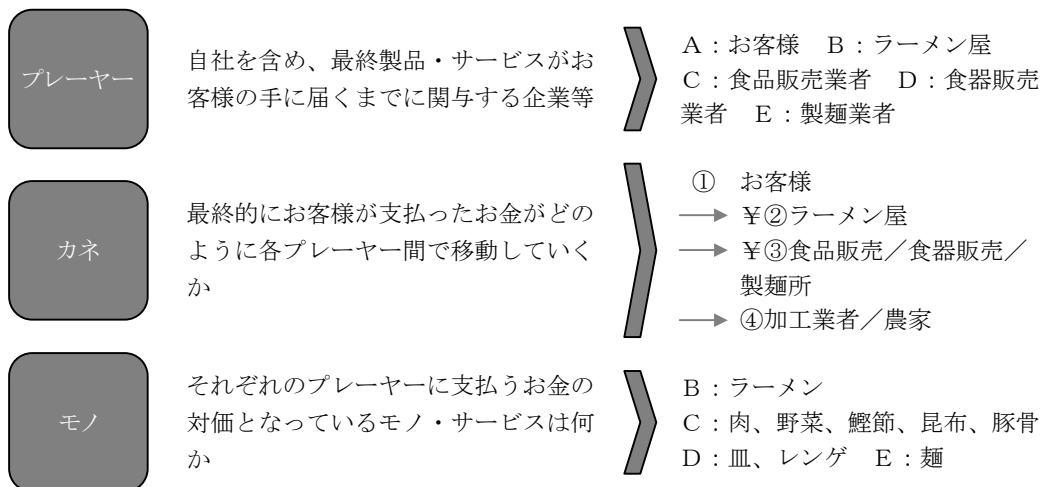 プレーヤー
自社を含め、最終製品・サービスがお
客様の手に届くまでに関与する企業等
A:お客様 B:ラーメン屋
C:食品販売業者 D:食器販売
業者 E:製麺業者
カネ
最終的にお客様が支払ったお金がどの
ように各プレーヤー間で移動していく
か
① お客様
→ ¥②ラーメン屋
→ ¥③食品販売/食器販売/
製麺所
→ ④加工業者/農家
モノ
それぞれのプレーヤーに支払うお金の
対価となっているモノ・サービスは何
か
B:ラーメン
C:肉、野菜、鰹節、昆布、豚骨
D:皿、レンゲ E:麺